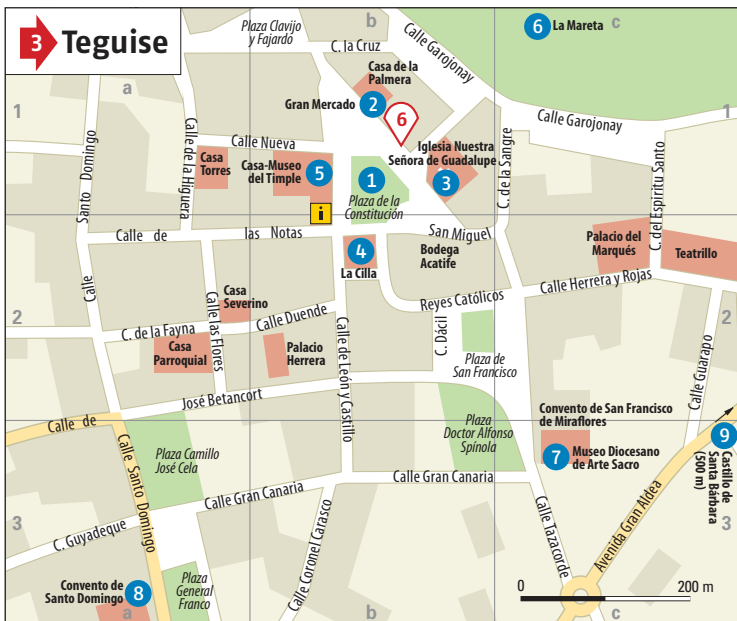 3 Teguise
Plaza Clavijo
y Fajardo
b
6 La Mareta
c
C. la Cruz
Calle Garojonay
a
Casa de la
Palmera
1
Gran Mercado
2
6
Calle Garojonay
1
Santo Domingo
Calle
Calle de la Higuera
Calle Nueva
Casa
Torres
Casa-Museo
del Timple
5
1
Plaza de la
Constitución
Iglesia Nuestra
Señora de Guadalupe
3
C. de la Sangre
C. del Espíritu Santo
i
Calle de las Notas
San Miguel
4
La Cilla
Bodega
Acatife
Palacio del
Marqués
Teatrillo
Calle Herrera y Rojas
Casa
Severino
Calle las Flores
Reyes Católicos
2
C. de la Fayna
Calle Duende
Casa
Parroquial
Palacio
Herrera
Calle de León y Castillo
C. Dácil
Plaza de
San Francisco
2
Calle Guarapo
José Betancort
Calle de
Calle Santo Domingo
Plaza Camillo
José Cela
Plaza
Doctor Alfonso
Spínola
Convento de San Francisco
de Miraflores
7
Museo Diocesano
de Arte Sacro
9
Castillo de
Santa Bárbara
(500 m)
Calle Gran Canaria
Calle Gran Canaria
3
C. Guyadeque
Calle Coronel Carasco
Calle Tazacorde
Avenida Gran Aldea
3
Convento de
Santo Domingo
8
Plaza
General
Franco
0
200 m
a
b
c